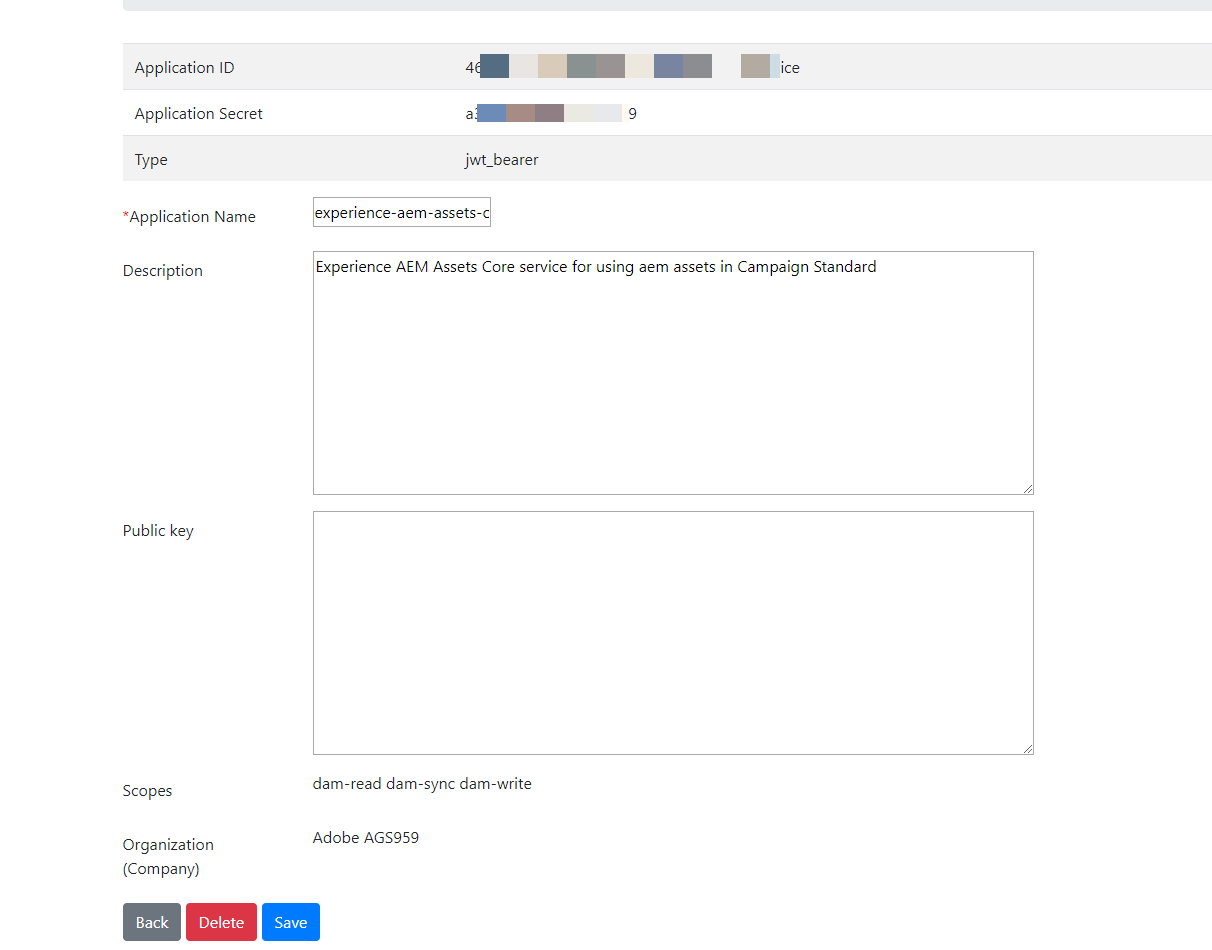 Application ID 46 ice
Application Secret a 9
Type jwt_bearer
*Application Name experience-aem-assets-c
Description Experience AEM Assets Core service for using aem assets in Campaign Standard
Public key
Scopes dam-read dam-sync dam-write
Organization Adobe AGS959
(Company)
Back Delete Save